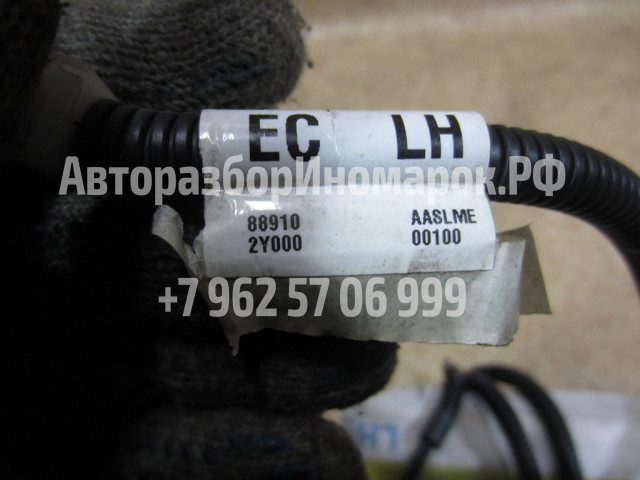 EC LH
АвторазборИномарок.РФ
88910 AASLME
2Y000 00100
+7 962 57 06 999